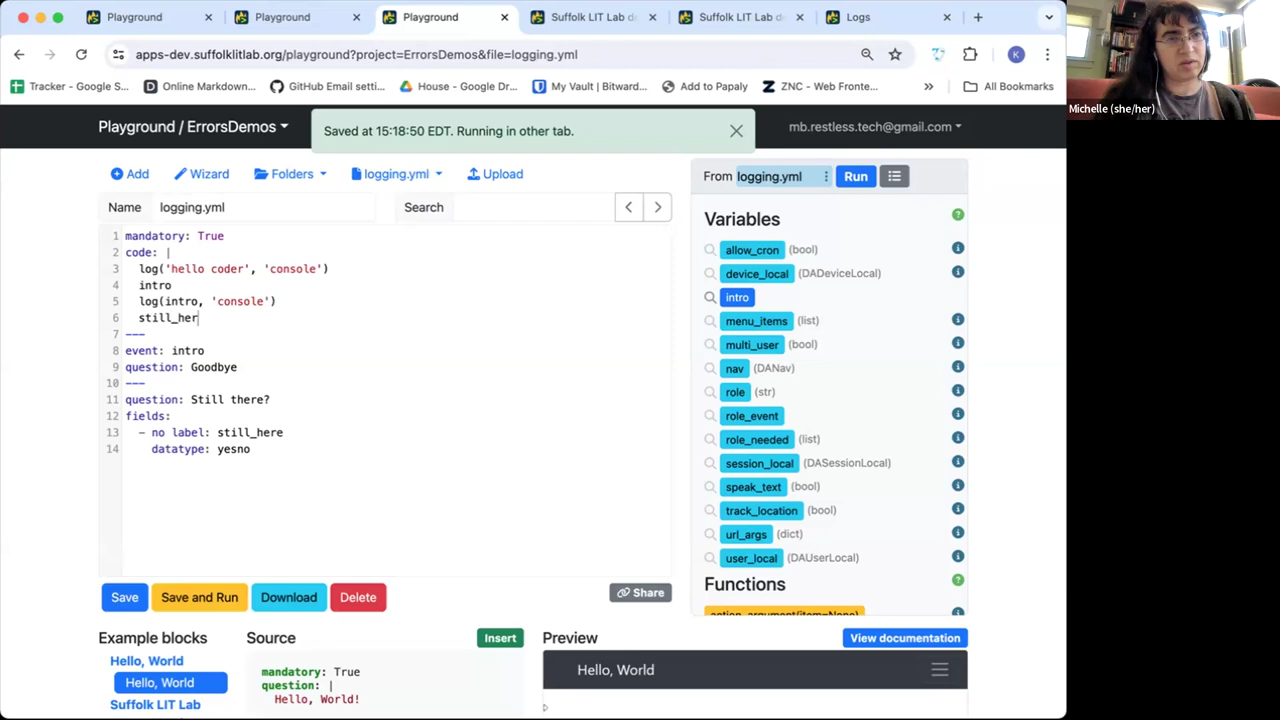 Playground
Playground
Playground
Suffolk LIT Lab d
Suffolk LIT Lab d
Logs
apps-dev.suffolklitlab.org/playground?project=ErrorsDemos&file=logging.yml
K
Tracker - Google S...
Online Markdown...
GitHub Email setti...
House - Google Dr...
My Vault | Bitward...
Add to Papaly
ZNC - Web Fronte...
»
All Bookmarks
Michelle (she/her)
Playground / ErrorsDemos
Saved at 15:18:50 EDT. Running in other tab.
mb.restless.tech@gmail.com
Add
Wizard
Folders
logging.yml
Upload
From logging.yml
Run
Name
logging.yml
Search
1 mandatory: True
2 code: |
3 log('hello coder', 'console')
4 intro
5 log(intro, 'console')
6 still_her
7 ---
8 event: intro
9 question: Goodbye
10 ---
11 question: Still there?
12 fields:
13 - no label: still_here
14 datatype: yesno
Variables
allow_cron (bool)
device_local (DADeviceLocal)
intro
menu_items (list)
multi_user (bool)
nav (DANav)
role (str)
role_event
role_needed (list)
session_local (DASessionLocal)
speak_text (bool)
track_location (bool)
url_args (dict)
user_local (DAUserLocal)
Functions
action_argument(item=None)
Save
Save and Run
Download
Delete
Share
Example blocks
Hello, World
Hello, World
Suffolk LIT Lab
Source
Insert
mandatory: True
question: |
Hello, World!
Preview
View documentation
Hello, World